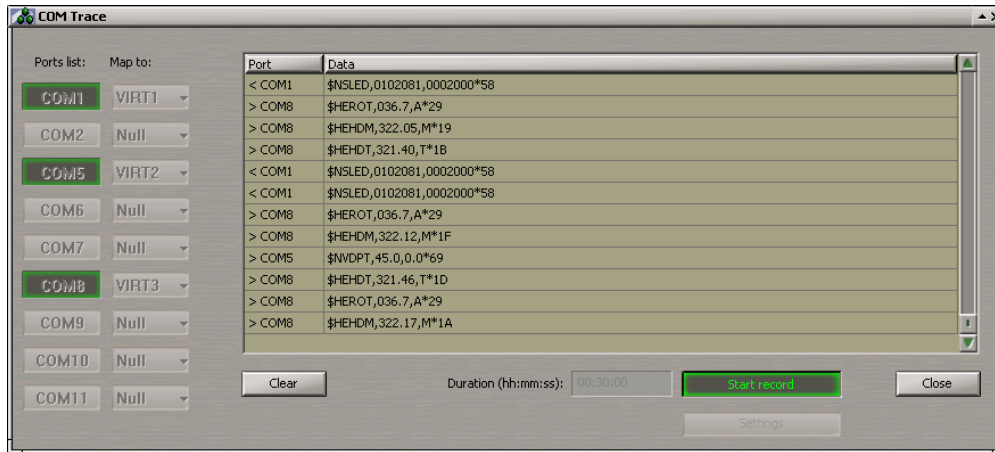 COM Trace
Ports list: Map to:
COM1 VIRT1
COM2 Null
COM5 VIRT2
COM6 Null
COM7 Null
COM8 VIRT3
COM9 Null
COM10 Null
COM11 Null
Port Data
< COM1 $NSLED,0102081,0002000*58
> COM8 $HEROT,036.7,A*29
> COM8 $HEHDM,322.05,M*19
> COM8 $HEHDT,321.40,T*1B
< COM1 $NSLED,0102081,0002000*58
< COM1 $NSLED,0102081,0002000*58
> COM8 $HEROT,036.7,A*29
> COM8 $HEHDM,322.12,M*1F
> COM5 $NVDPT,45.0,0.0*69
> COM8 $HEHDT,321.46,T*1D
> COM8 $HEROT,036.7,A*29
> COM8 $HEHDM,322.17,M*1A
Clear Duration (hh:mm:ss): 00:30:00 Start record Close
Settings